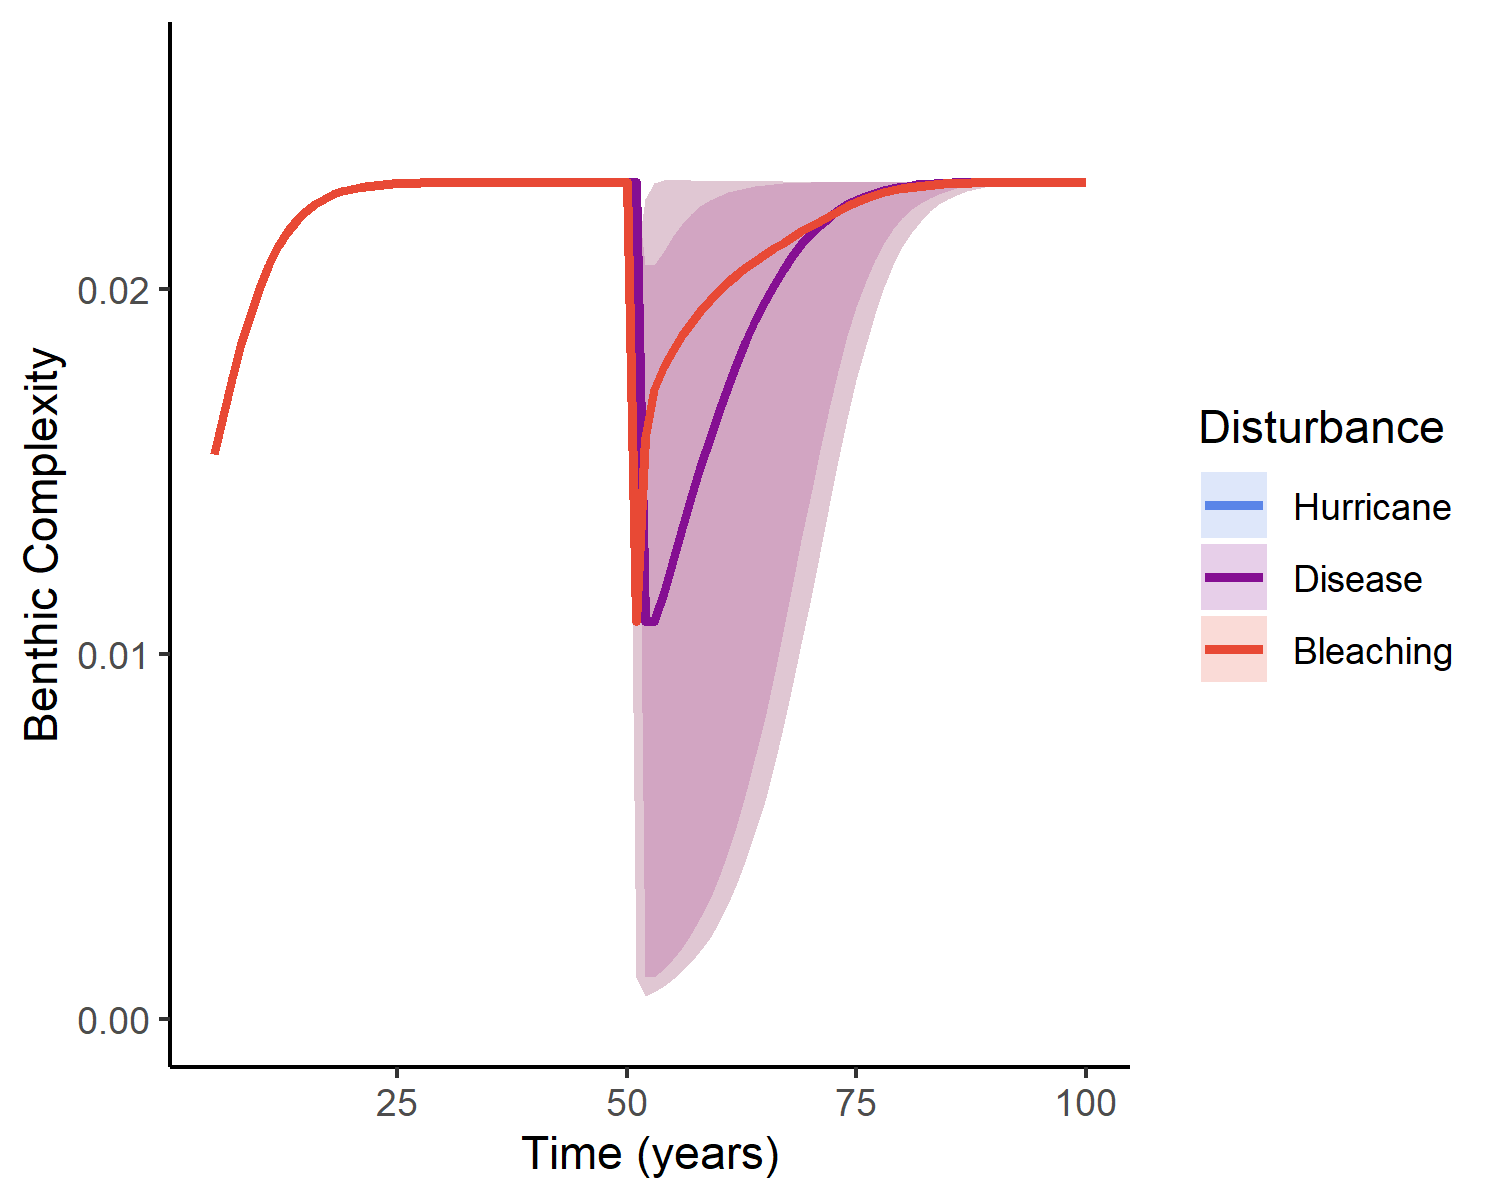 Benthic Complexity
0.02
0.01
0.00
25
50
75
100
Time (years)
Disturbance
Hurricane
Disease
Bleaching